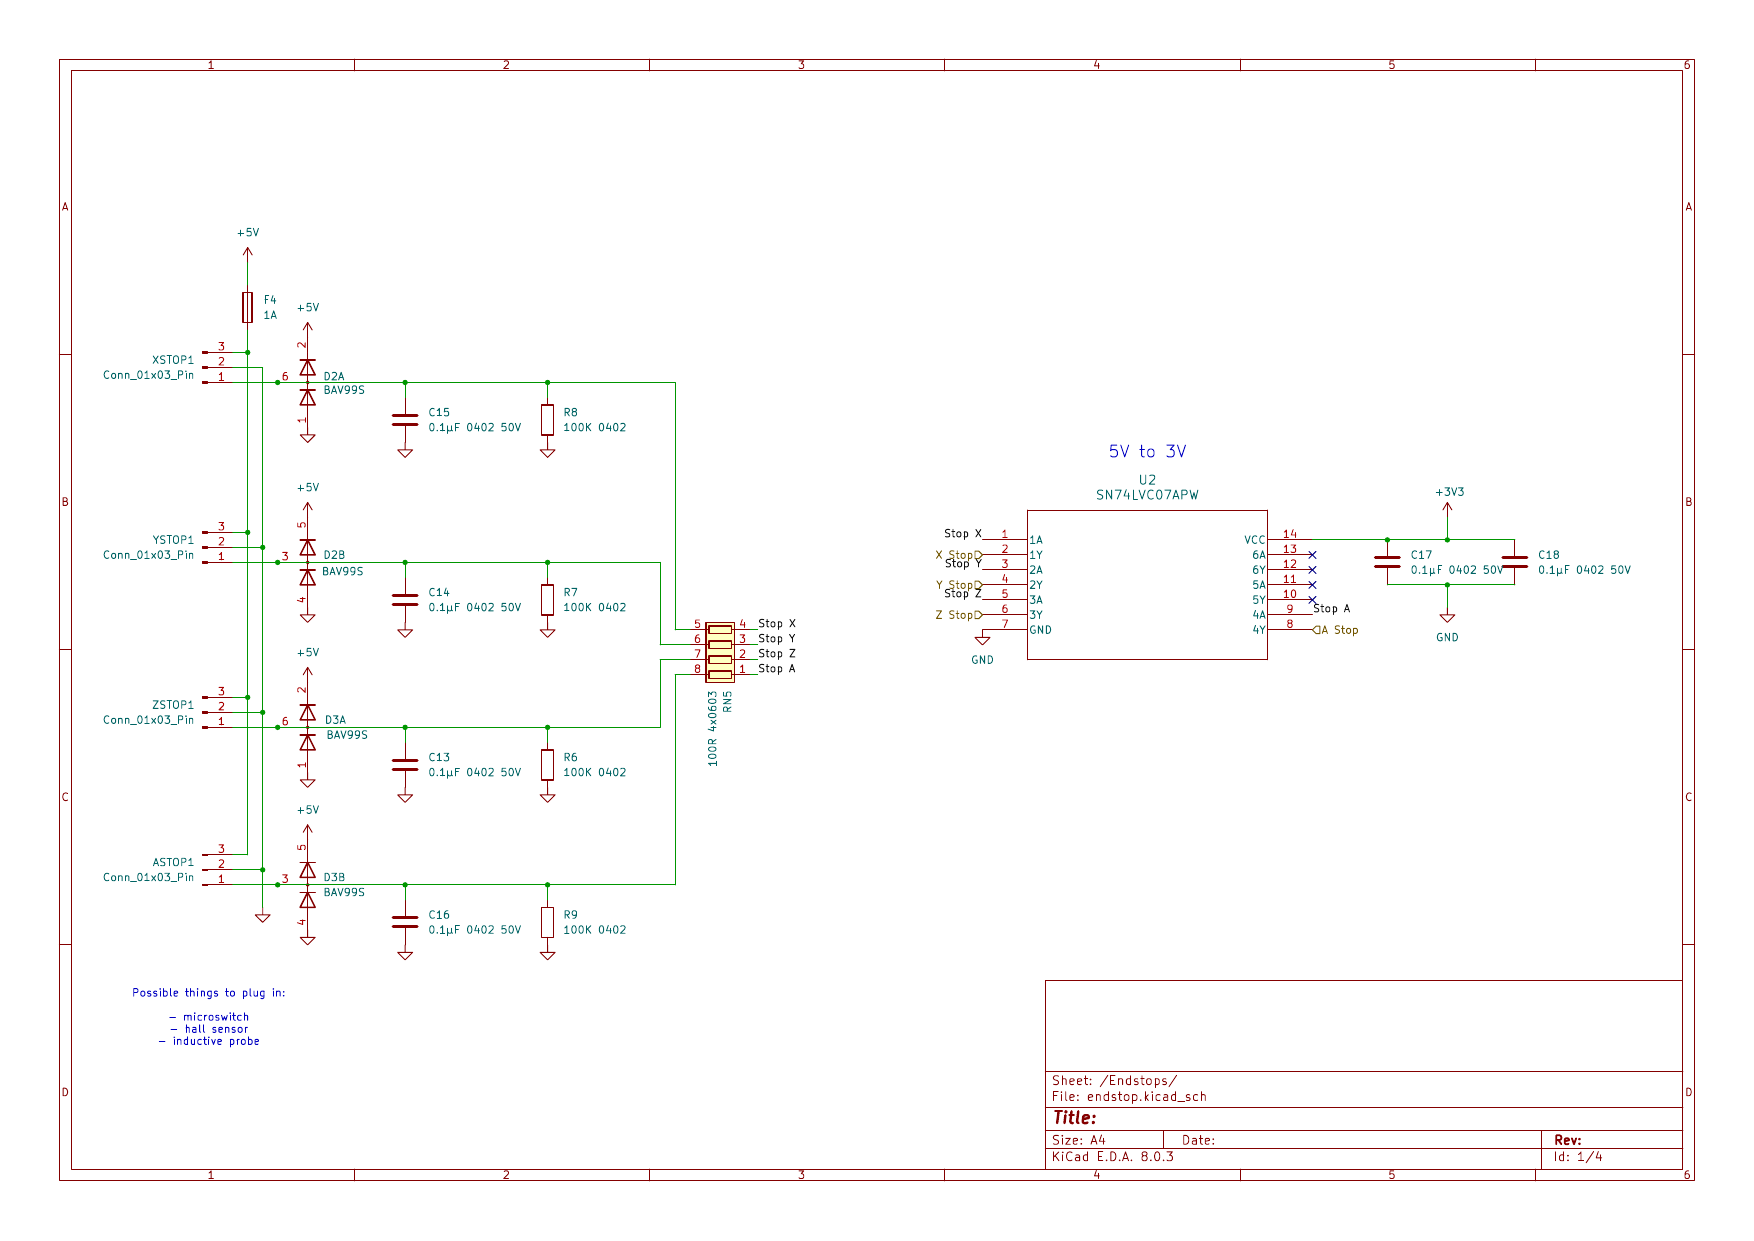 1 2 3 4 5 6
A A
+5V
F4
1A
+5V
2
XSTOP1
Conn_01x03_Pin
3
2
1
6
D2A
BAV99S
1
C15
0.1µF 0402 50V
R8
100K 0402
5V to 3V
U2
SN74LVC07APW
B B
+5V
5
YSTOP1
Conn_01x03_Pin
3
2
1
3
D2B
BAV99S
4
C14
0.1µF 0402 50V
R7
100K 0402
+3V3
Stop X 1 1A
X Stop 2 1Y
Stop Y 3 2A
Y Stop 4 2Y
Stop Z 5 3A
Z Stop 6 3Y
7 GND
GND
VCC 14
6A 13
6Y 12
5A 11
5Y 10
4A 9 Stop A
4Y 8 A Stop
C17
0.1µF 0402 50V
C18
0.1µF 0402 50V
GND
5 4 Stop X
6 3 Stop Y
7 2 Stop Z
8 1 Stop A
100R 4x0603
RN5
+5V
2
ZSTOP1
Conn_01x03_Pin
3
2
1
6
D3A
BAV99S
1
C13
0.1µF 0402 50V
R6
100K 0402
C C
+5V
5
ASTOP1
Conn_01x03_Pin
3
2
1
3
D3B
BAV99S
4
C16
0.1µF 0402 50V
R9
100K 0402
Possible things to plug in:
– microswitch
– hall sensor
– inductive probe
D D
Sheet: /Endstops/
File: endstop.kicad_sch
Title:
Size: A4 Date: Rev:
KiCad E.D.A. 8.0.3 Id: 1/4
1 2 3 4 5 6